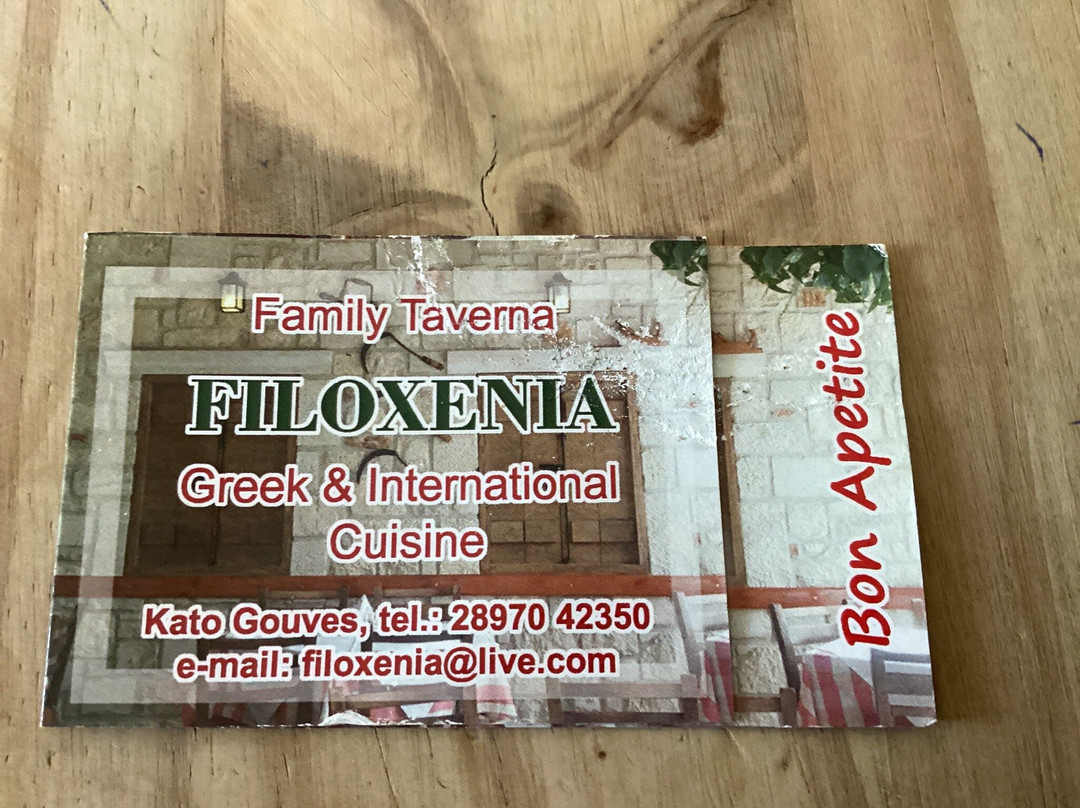 Family Taverna
FILOXENIA
Greek & International
Cuisine
Kato Gouves, tel.: 28970 42350
e-mail: filoxenia@live.com
Bon Apetite